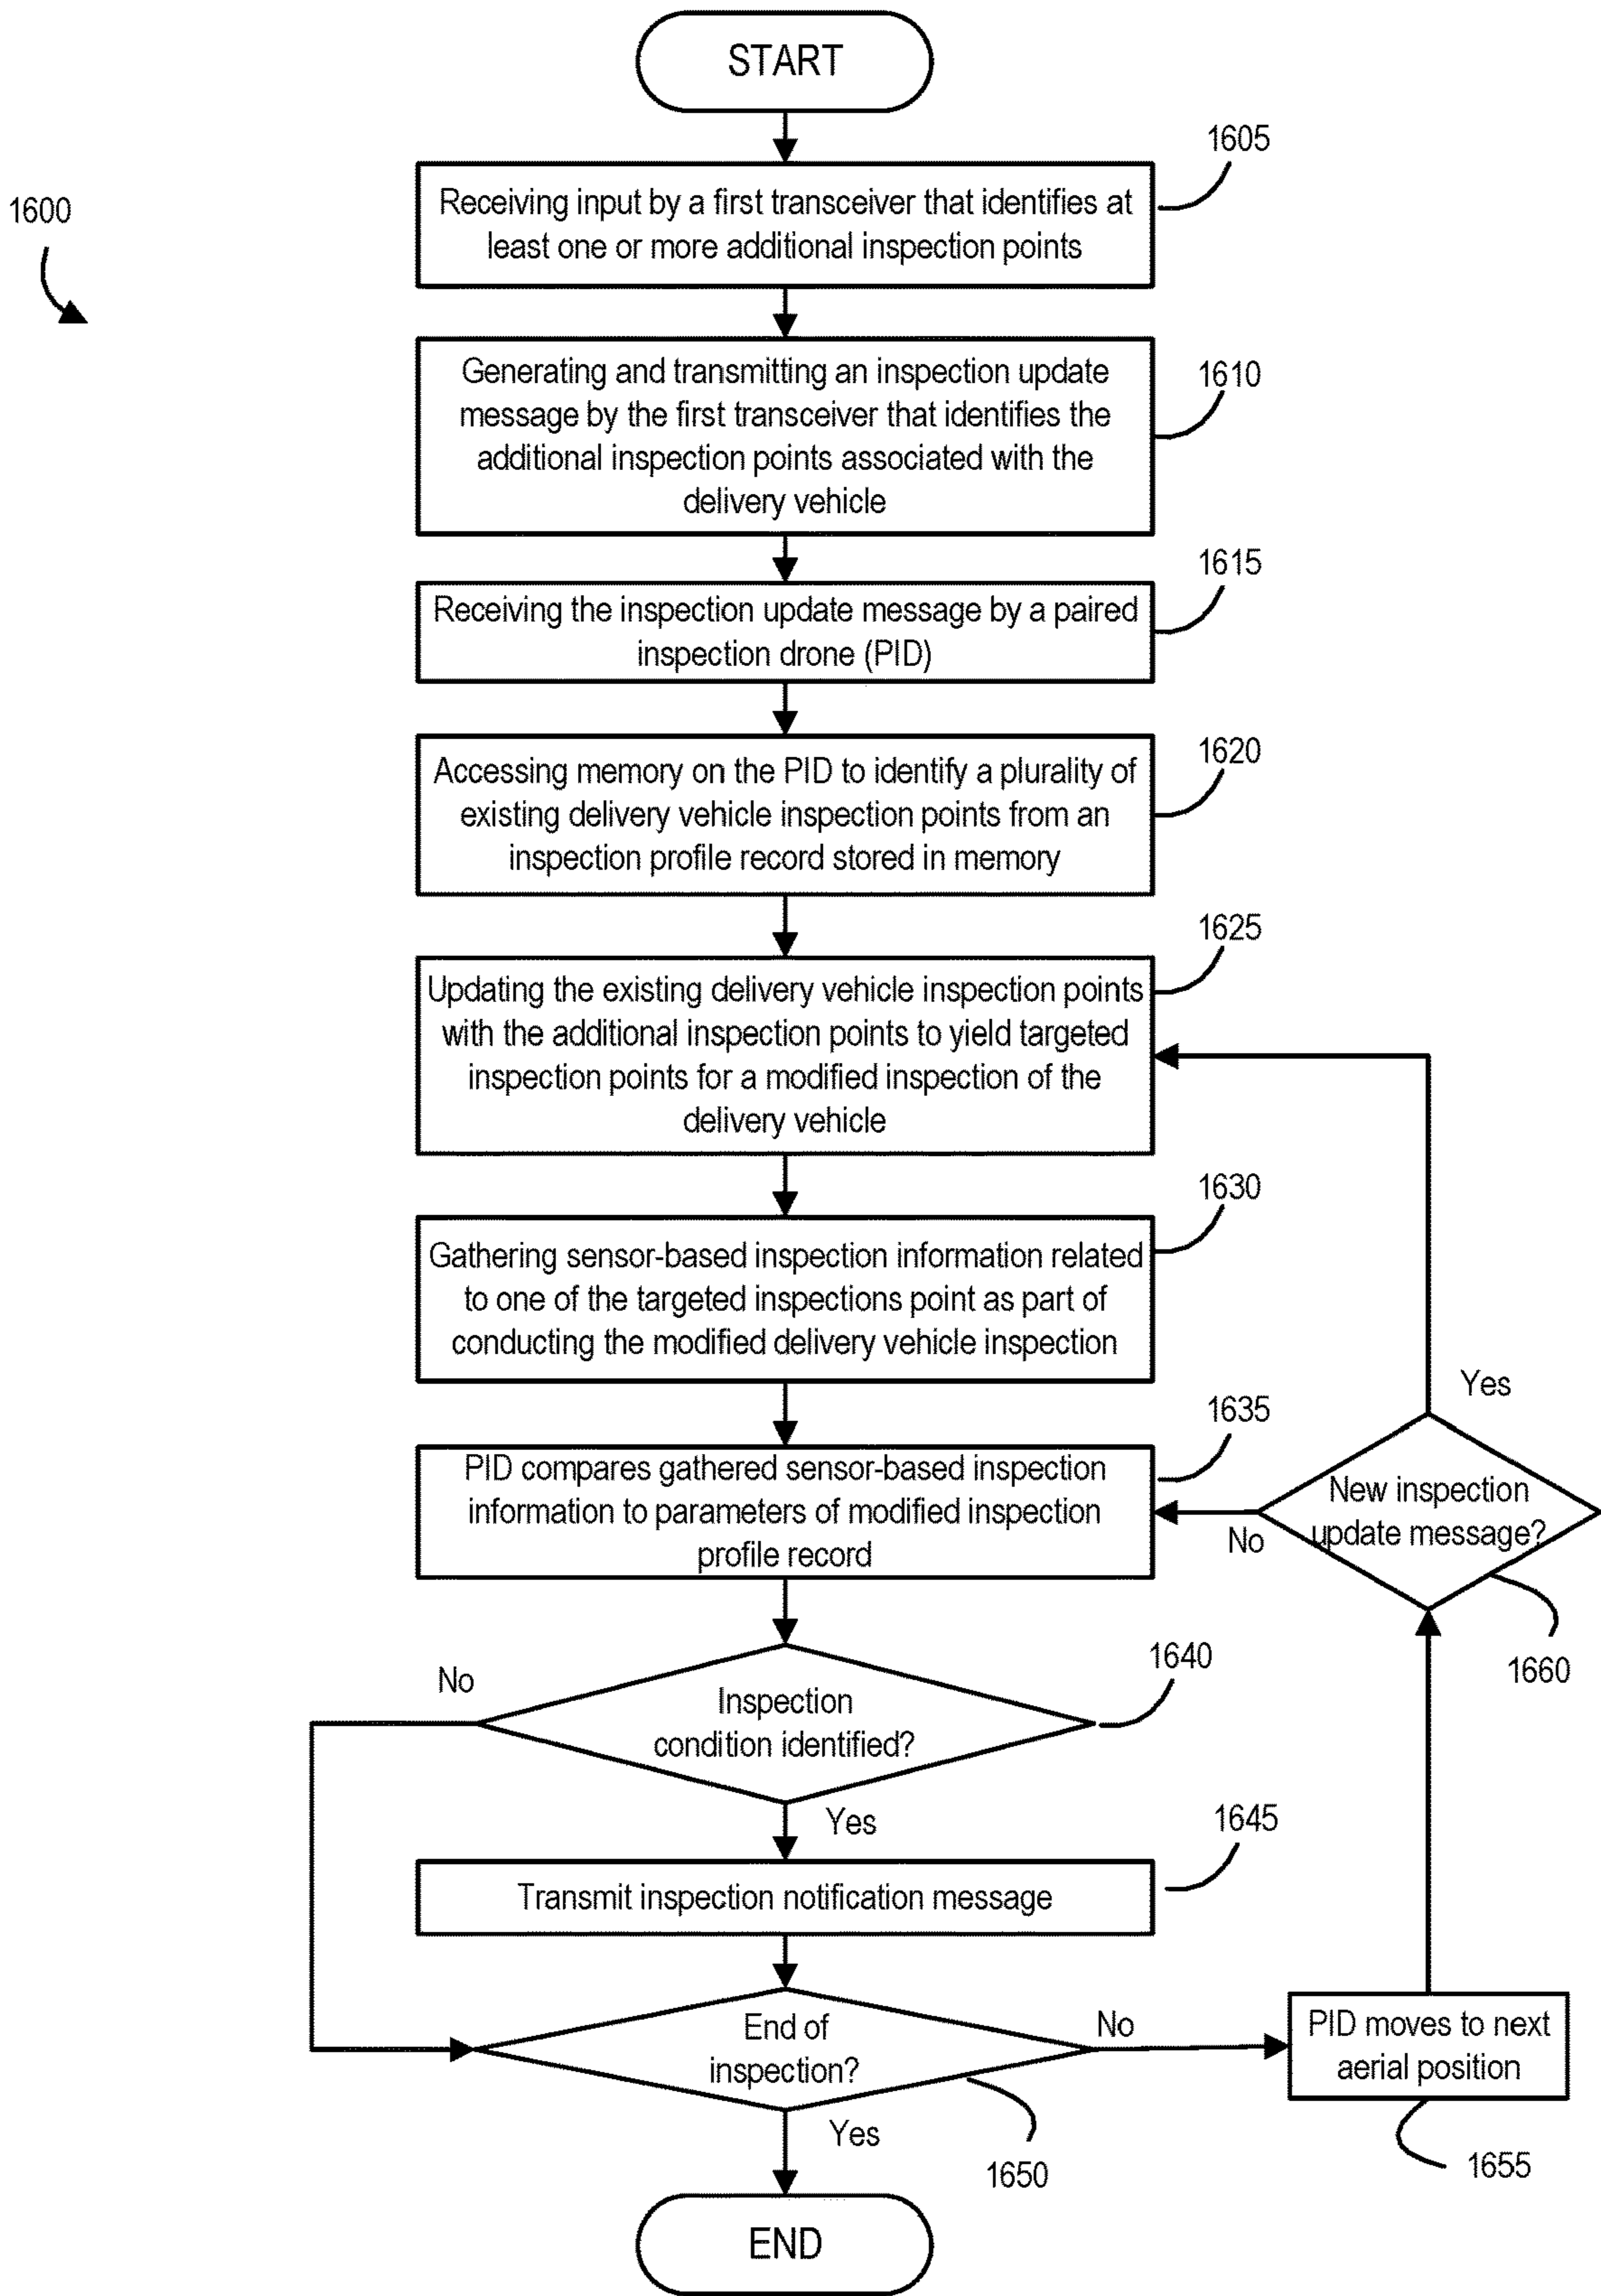 START
1600
1605
Receiving input by a first transceiver that identifies at
least one or more additional inspection points
1610
Generating and transmitting an inspection update
message by the first transceiver that identifies the
additional inspection points associated with the
delivery vehicle
1615
Receiving the inspection update message by a paired
inspection drone (PID)
1620
Accessing memory on the PID to identify a plurality of
existing delivery vehicle inspection points from an
inspection profile record stored in memory
1625
Updating the existing delivery vehicle inspection points
with the additional inspection points to yield targeted
inspection points for a modified inspection of the
delivery vehicle
1630
Gathering sensor-based inspection information related
to one of the targeted inspections point as part of
conducting the modified delivery vehicle inspection
1635
PID compares gathered sensor-based inspection
information to parameters of modified inspection
profile record
Yes
New inspection
update message?
No
1660
1640
No
Inspection
condition identified?
Yes
1645
Transmit inspection notification message
End of
inspection?
No
PID moves to next
aerial position
1655
1650
Yes
END